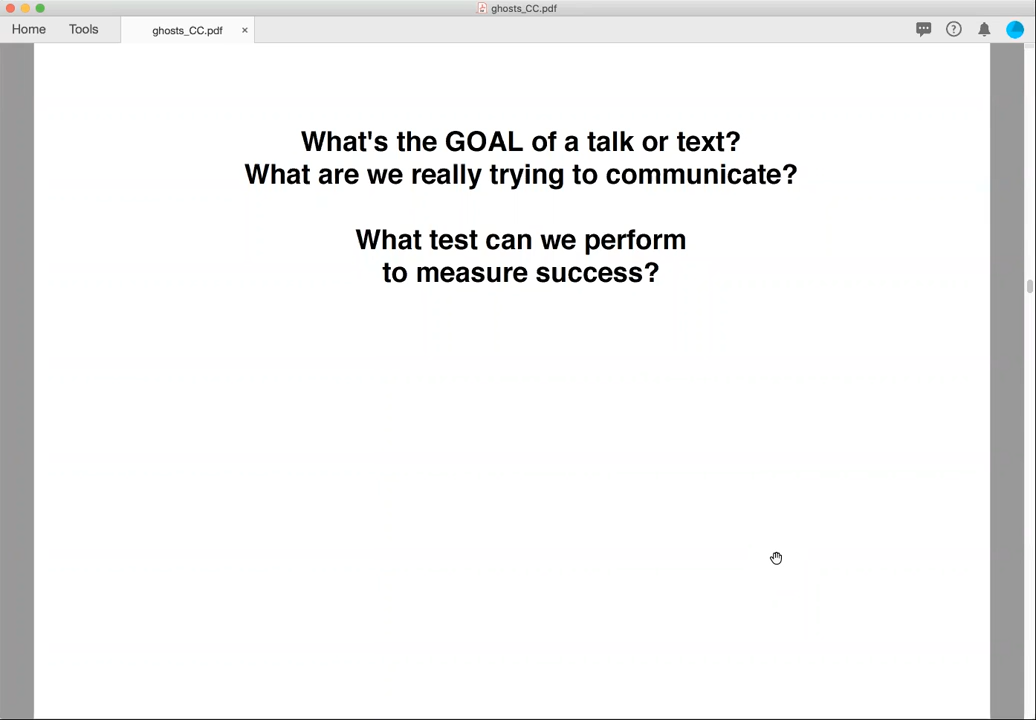 ghosts_CC.pdf
Home Tools ghosts_CC.pdf ×
What's the GOAL of a talk or text?
What are we really trying to communicate?
What test can we perform
to measure success?